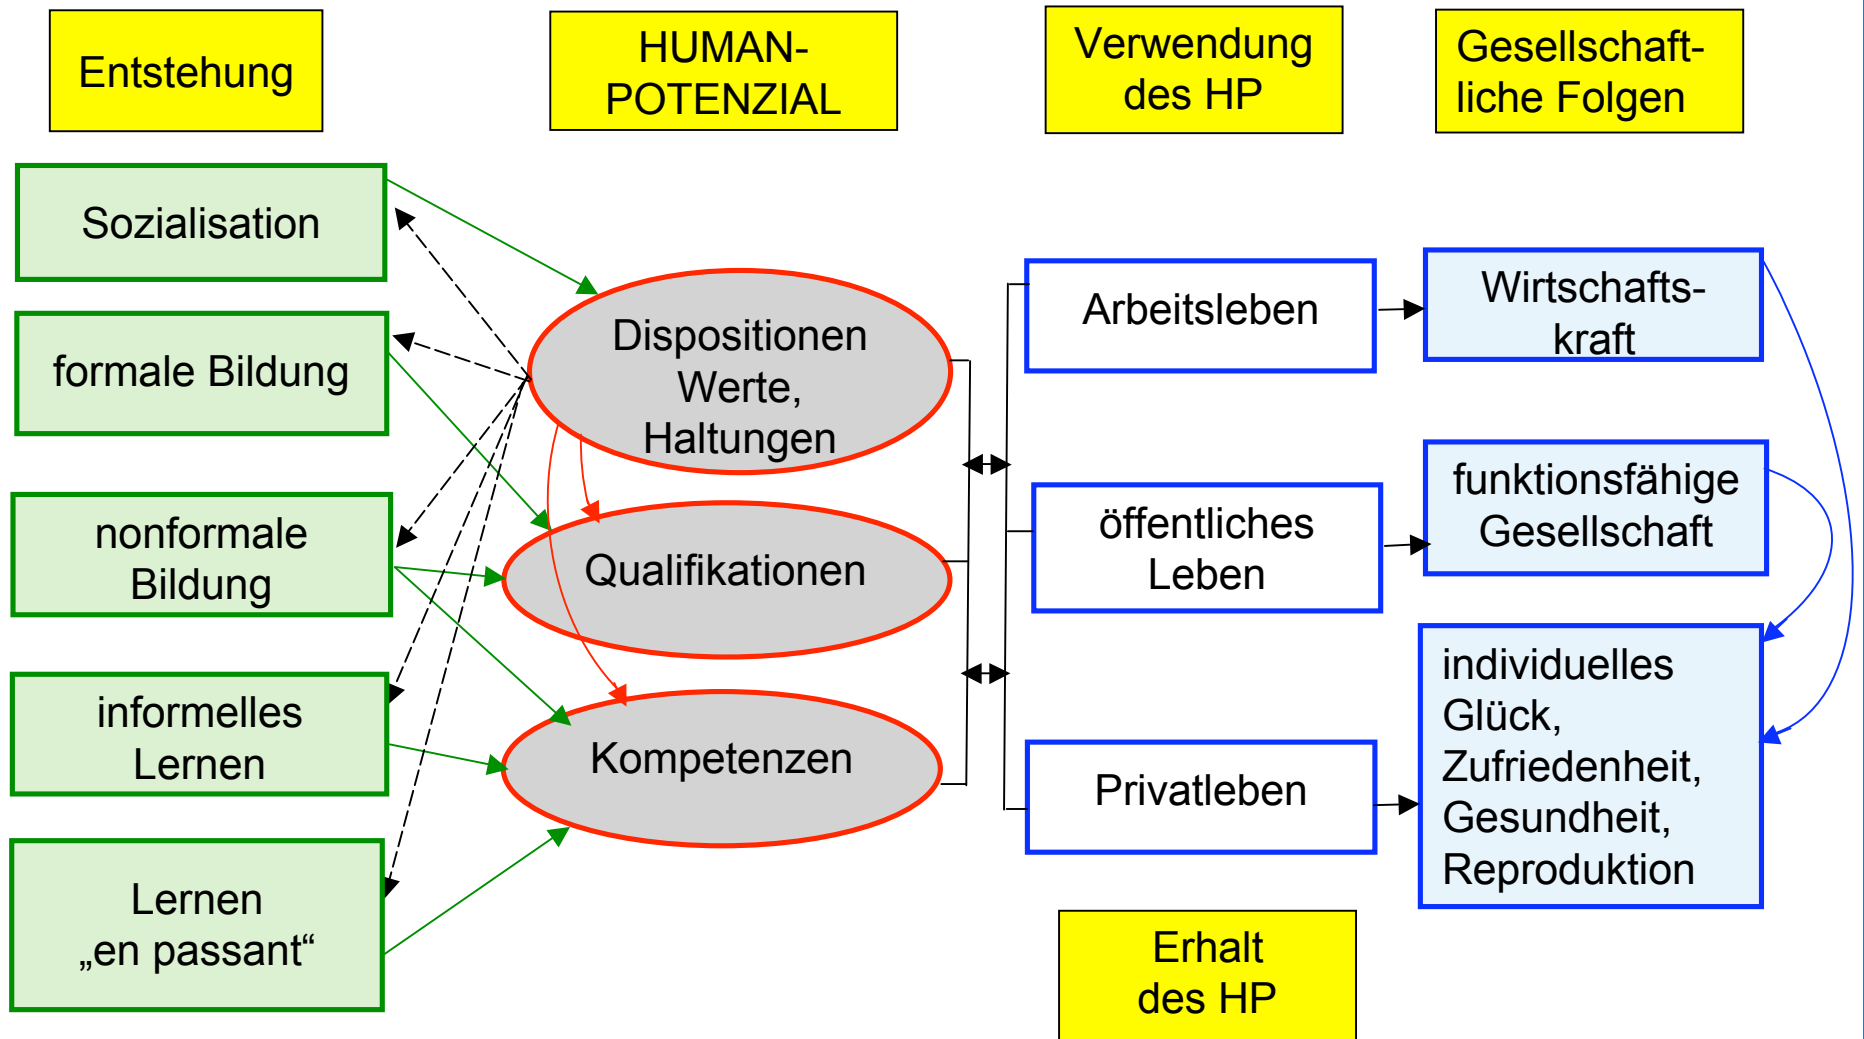 Entstehung
HUMAN-
POTENZIAL
Verwendung
des HP
Gesellschaft-
liche Folgen
Sozialisation
formale Bildung
nonformale
Bildung
informelles
Lernen
Lernen
„en passant“
Dispositionen
Werte,
Haltungen
Qualifikationen
Kompetenzen
Arbeitsleben
öffentliches
Leben
Privatleben
Wirtschafts-
kraft
funktionsfähige
Gesellschaft
individuelles
Glück,
Zufriedenheit,
Gesundheit,
Reproduktion
Erhalt
des HP